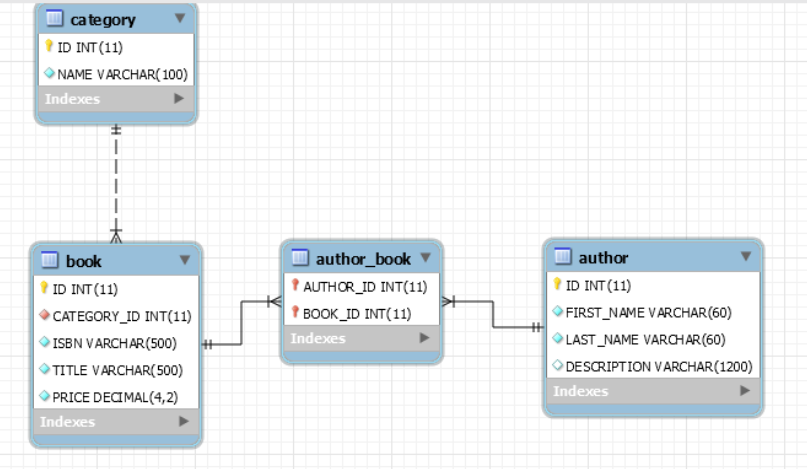 category
ID INT(11)
NAME VARCHAR(100)
Indexes
book
ID INT(11)
CATEGORY_ID INT(11)
ISBN VARCHAR(500)
TITLE VARCHAR(500)
PRICE DECIMAL(4,2)
Indexes
author_book
AUTHOR_ID INT(11)
BOOK_ID INT(11)
Indexes
author
ID INT(11)
FIRST_NAME VARCHAR(60)
LAST_NAME VARCHAR(60)
DESCRIPTION VARCHAR(1200)
Indexes